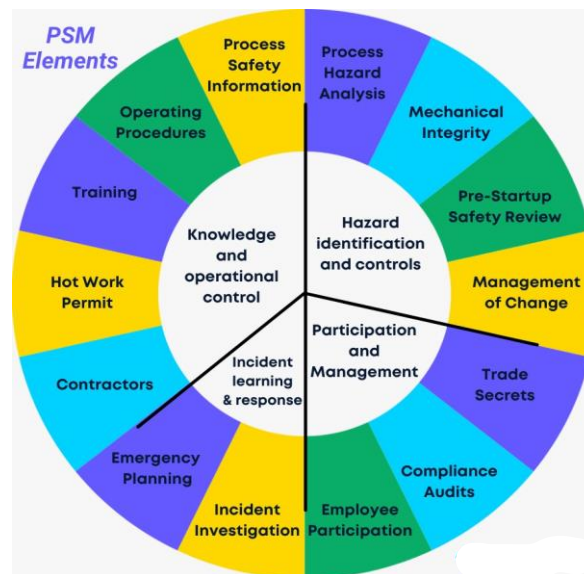 PSM
Elements
Process
Safety
Information
Process
Hazard
Analysis
Mechanical
Integrity
Pre-Startup
Safety Review
Management
of Change
Trade
Secrets
Compliance
Audits
Employee
Participation
Incident
Investigation
Emergency
Planning
Contractors
Hot Work
Permit
Training
Operating
Procedures
Knowledge
and
operational
control
Hazard
identification
and controls
Participation
and
Management
Incident
learning
& response